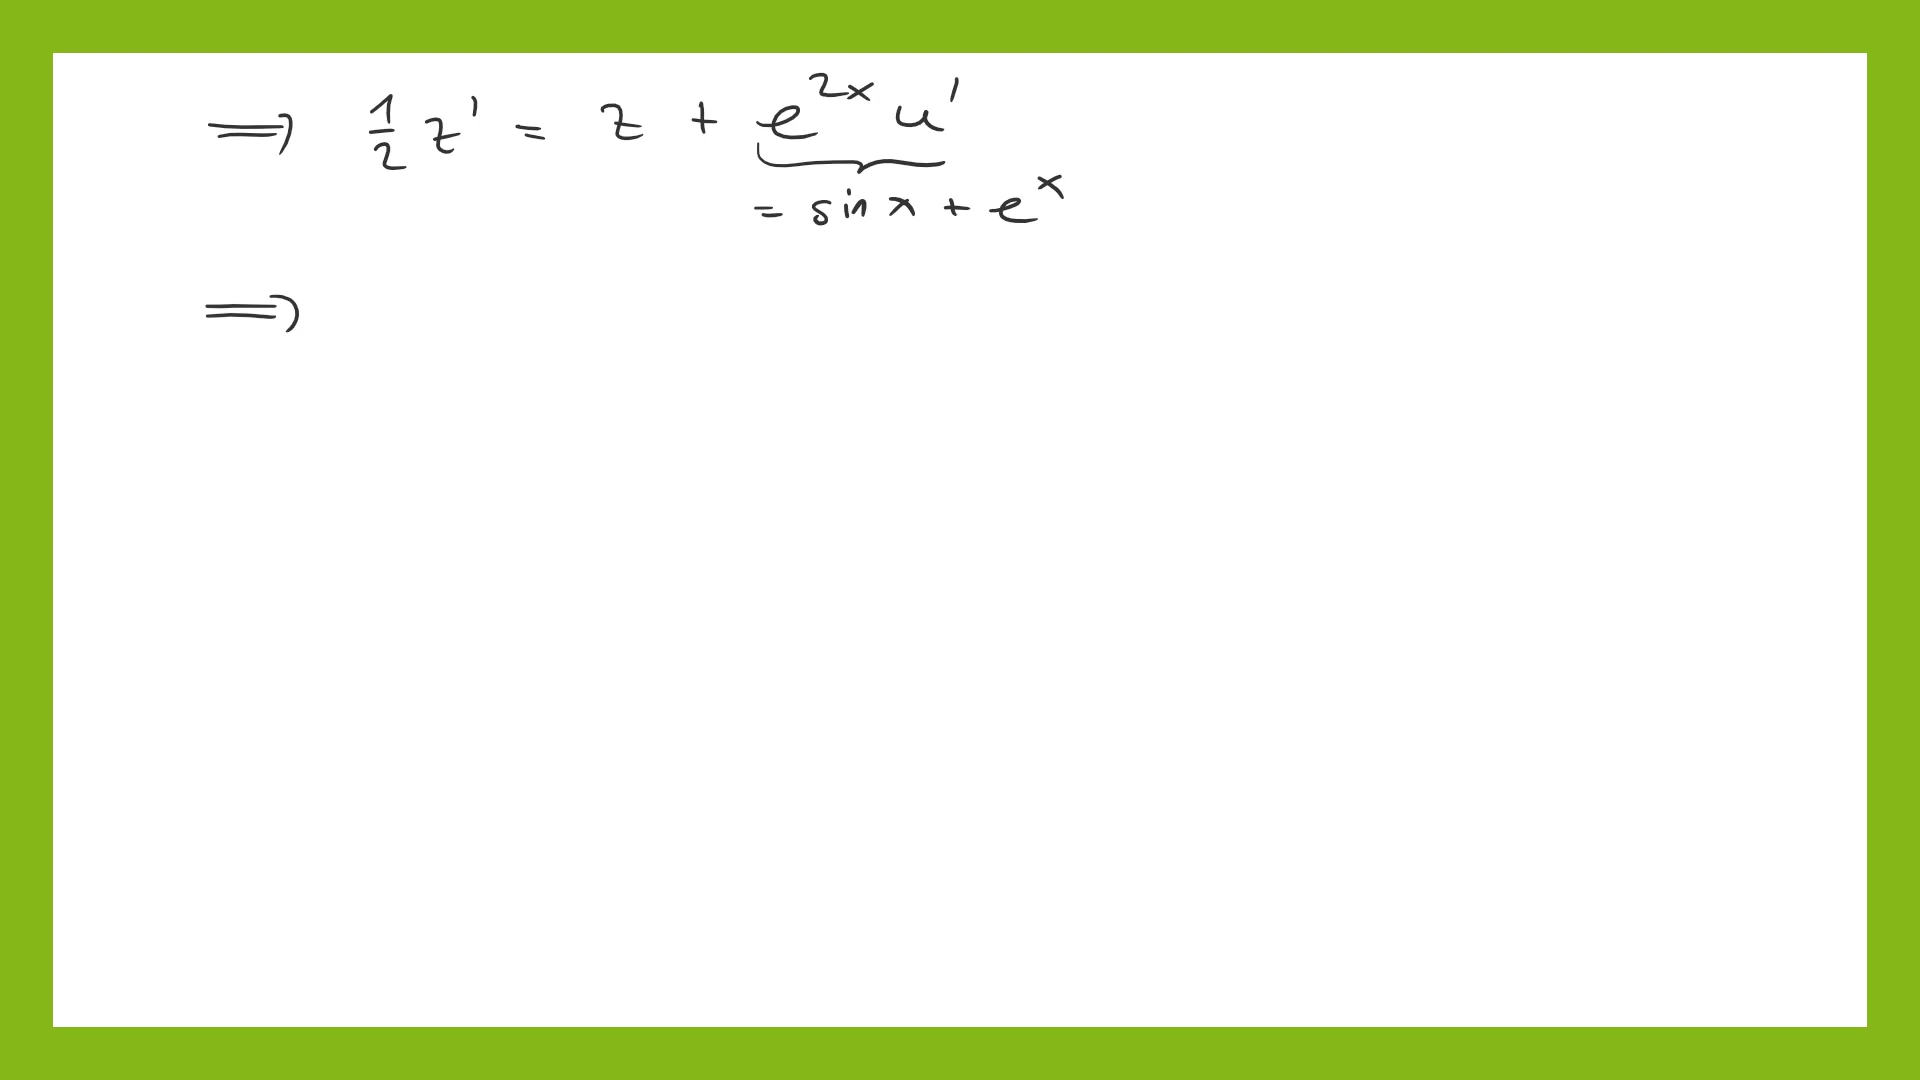 ⟹ 1/2 z' = z + e^{2x} u'
= sin x + e^x
⟹